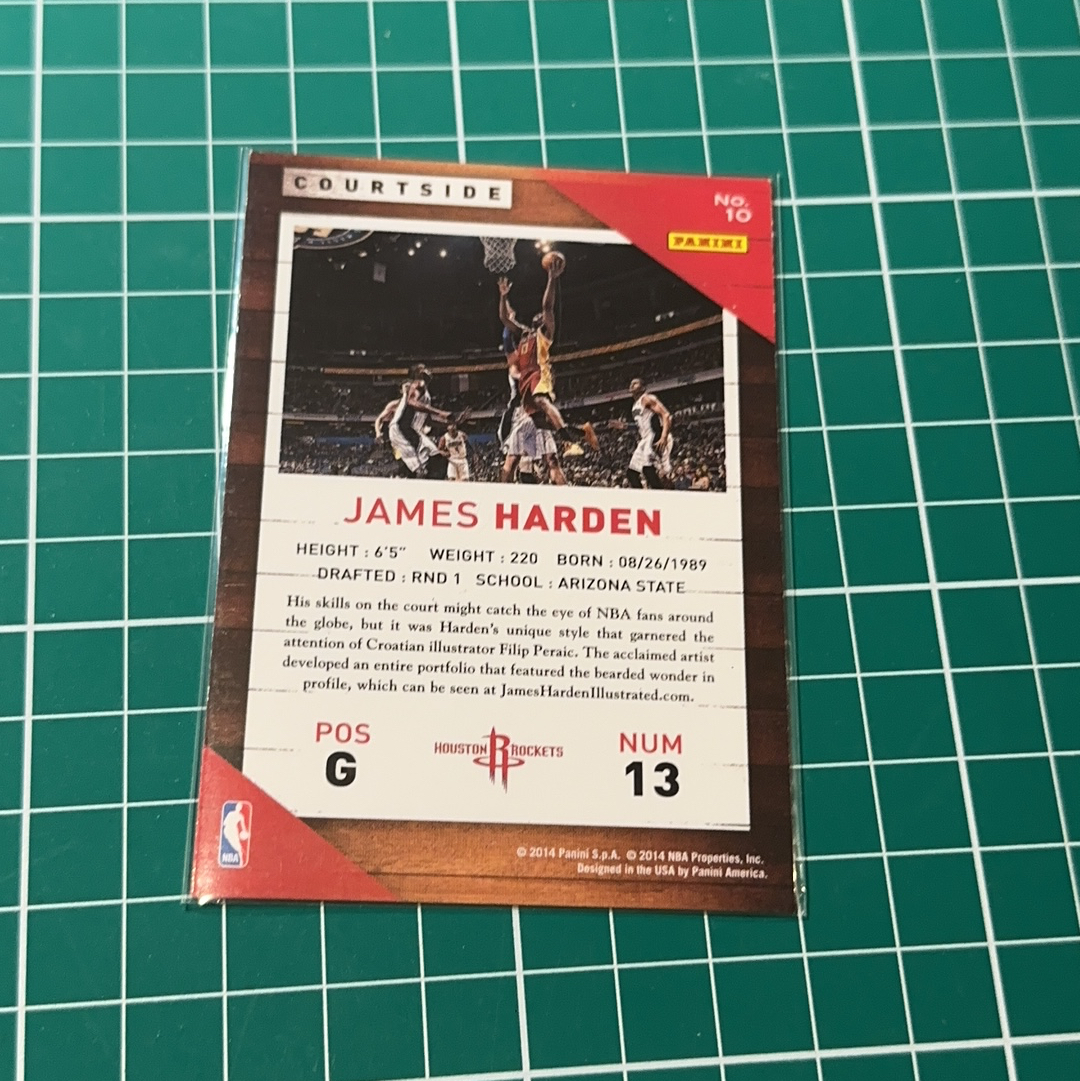 COURTSIDE
No.
10
PANINI
JAMES HARDEN
HEIGHT : 6'5" WEIGHT : 220 BORN : 08/26/1989
DRAFTED : RND 1 SCHOOL : ARIZONA STATE
His skills on the court might catch the eye of NBA fans around
the globe, but it was Harden's unique style that garnered the
attention of Croatian illustrator Filip Peraic. The acclaimed artist
developed an entire portfolio that featured the bearded wonder in
profile, which can be seen at JamesHardenIllustrated.com.
POS
G
HOUSTON R ROCKETS
NUM
13
NBA
© 2014 Panini S.p.A. © 2014 NBA Properties, Inc.
Designed in the USA by Panini America.